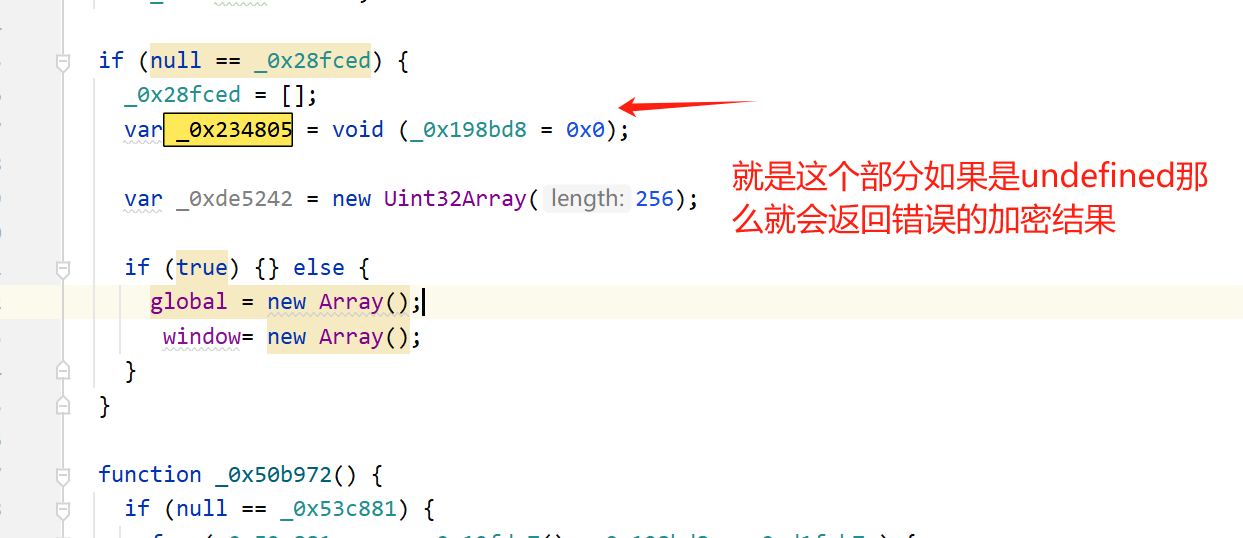 if (null == _0x28fced) {
_0x28fced = [];
var _0x234805 = void (_0x198bd8 = 0x0);
就是这个部分如果是undefined那
么就会返回错误的加密结果
var _0xde5242 = new Uint32Array( length: 256);
if (true) {} else {
global = new Array();
window= new Array();
}
}
function _0x50b972() {
if (null == _0x53c881) {